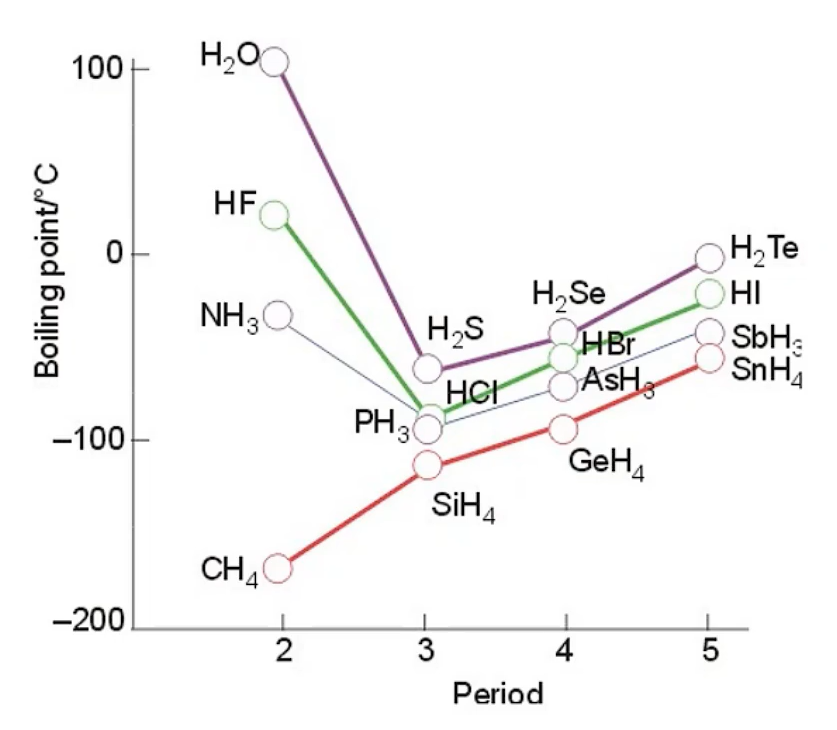 H₂O
100
HF
Boiling point/°C
0
H₂Te
H₂Se
HI
NH₃
H₂S
HBr
SbH₃
SnH₄
HCl
AsH₃
PH₃
–100
GeH₄
SiH₄
CH₄
–200
2 3 4 5
Period